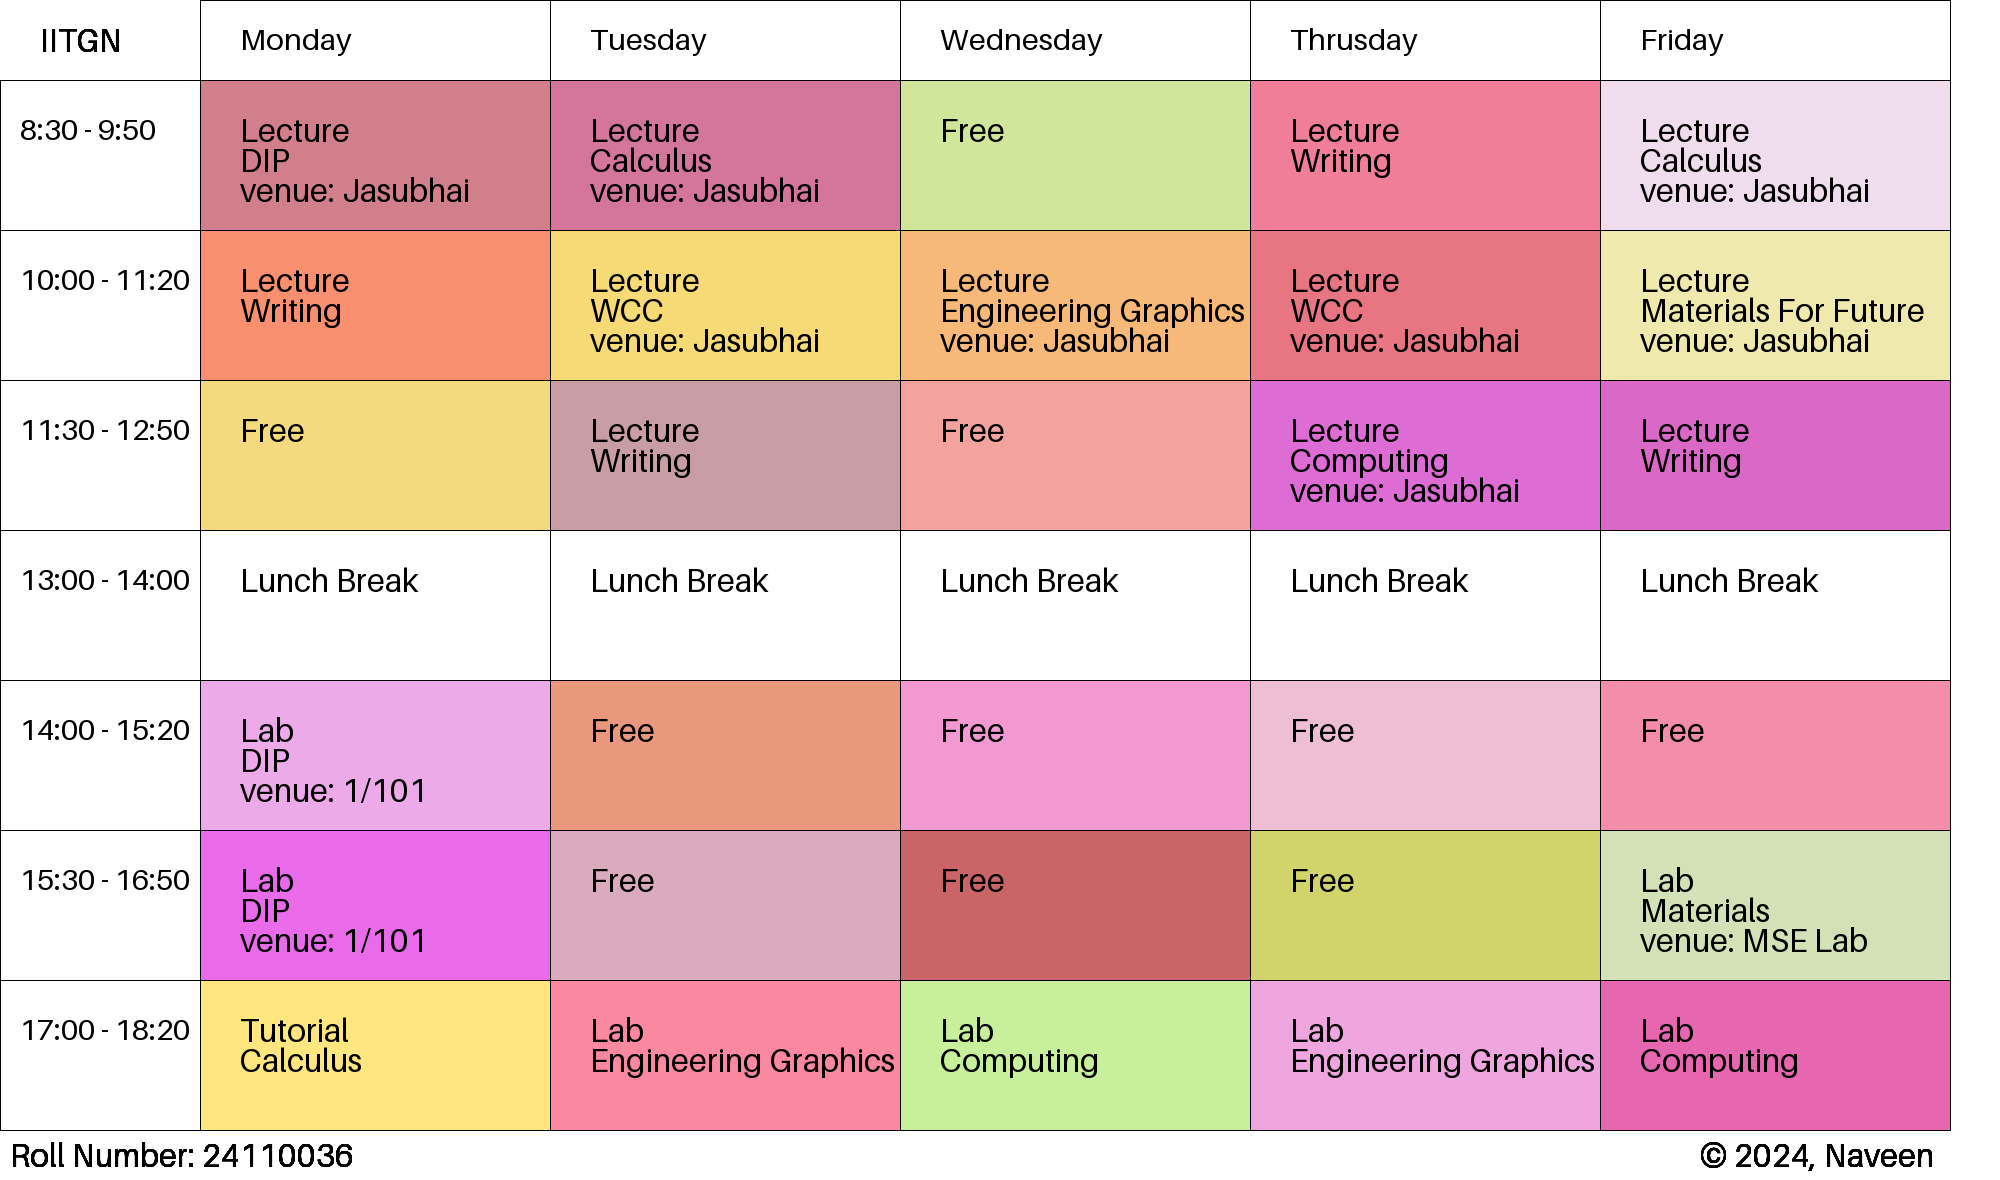 IITGN
Monday
Tuesday
Wednesday
Thrusday
Friday
8:30 - 9:50
Lecture
DIP
venue: Jasubhai
Lecture
Calculus
venue: Jasubhai
Free
Lecture
Writing
Lecture
Calculus
venue: Jasubhai
10:00 - 11:20
Lecture
Writing
Lecture
WCC
venue: Jasubhai
Lecture
Engineering Graphics
venue: Jasubhai
Lecture
WCC
venue: Jasubhai
Lecture
Materials For Future
venue: Jasubhai
11:30 - 12:50
Free
Lecture
Writing
Free
Lecture
Computing
venue: Jasubhai
Lecture
Writing
13:00 - 14:00
Lunch Break
Lunch Break
Lunch Break
Lunch Break
Lunch Break
14:00 - 15:20
Lab
DIP
venue: 1/101
Free
Free
Free
Free
15:30 - 16:50
Lab
DIP
venue: 1/101
Free
Free
Free
Lab
Materials
venue: MSE Lab
17:00 - 18:20
Tutorial
Calculus
Lab
Engineering Graphics
Lab
Computing
Lab
Engineering Graphics
Lab
Computing
Roll Number: 24110036
© 2024, Naveen